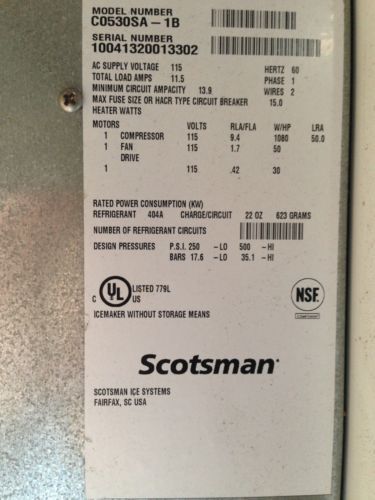 MODEL NUMBER
C0530SA-1B
SERIAL NUMBER
10041320013302
AC SUPPLY VOLTAGE 115 HERTZ 60
TOTAL LOAD AMPS 11.5 PHASE 1
MINIMUM CIRCUIT AMPACITY 13.9 WIRES 2
MAX FUSE SIZE OR HACR TYPE CIRCUIT BREAKER 15.0
HEATER WATTS
MOTORS VOLTS RLA/FLA W/HP LRA
1 COMPRESSOR 115 9.4 1080 50.0
1 FAN 115 1.7 50
DRIVE
1 115 .42 30
RATED POWER CONSUMPTION (KW)
REFRIGERANT 404A CHARGE/CIRCUIT 22 OZ 623 GRAMS
NUMBER OF REFRIGERANT CIRCUITS
DESIGN PRESSURES P.S.I. 250 -LO 500 -HI
BARS 17.6 -LO 35.1 -HI
C UL US LISTED 779L
NSF
ICEMAKER WITHOUT STORAGE MEANS
Scotsman
SCOTSMAN ICE SYSTEMS
FAIRFAX, SC USA